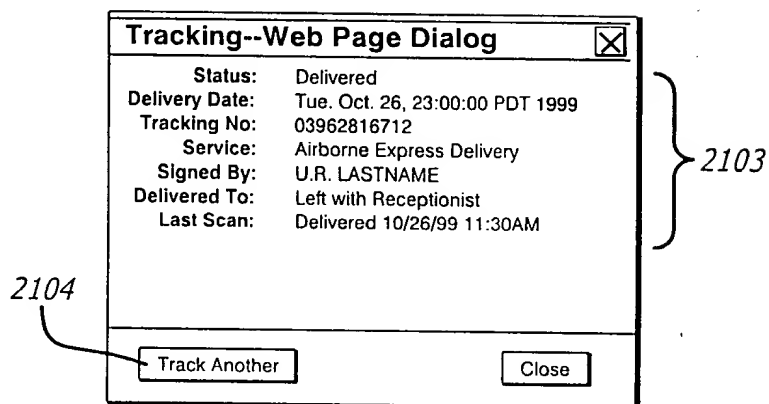 Tracking--Web Page Dialog
Status: Delivered
Delivery Date: Tue. Oct. 26, 23:00:00 PDT 1999
Tracking No: 03962816712
Service: Airborne Express Delivery
Signed By: U.R. LASTNAME
Delivered To: Left with Receptionist
Last Scan: Delivered 10/26/99 11:30AM
2103
2104
Track Another Close